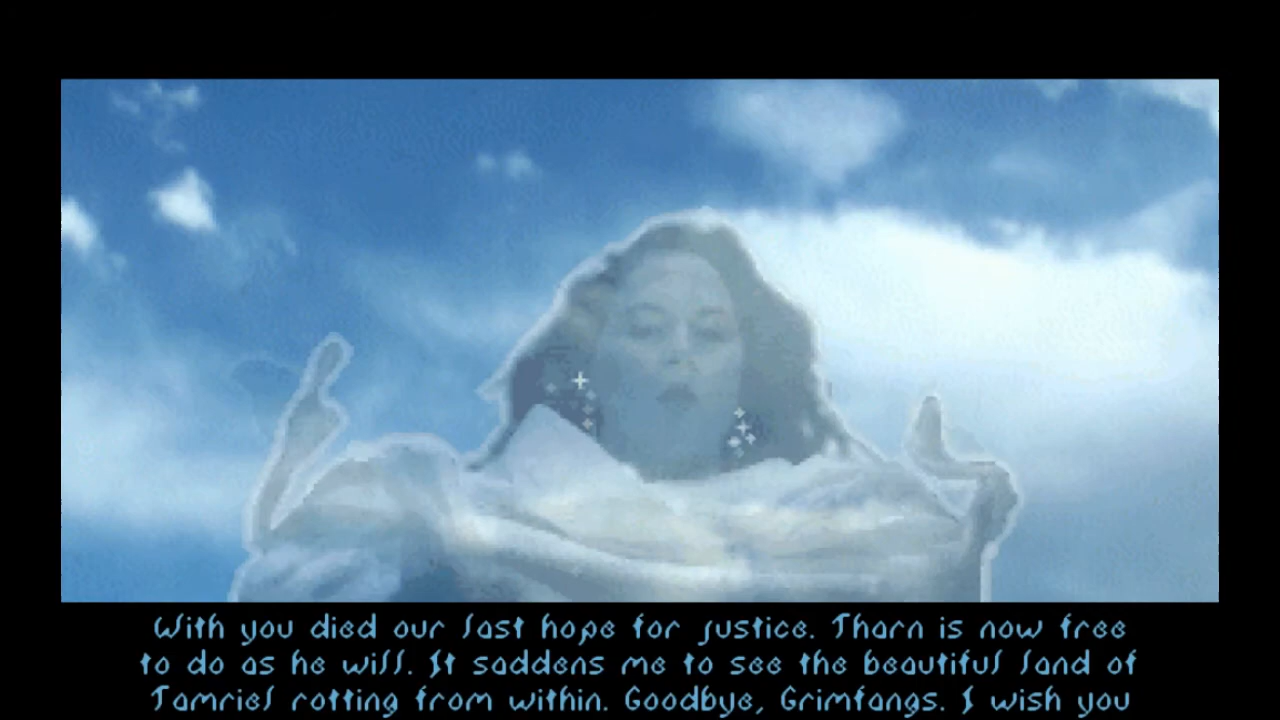 With you died our last hope for justice. Tharn is now free
to do as he will. It saddens me to see the beautiful land of
Tamriel rotting from within. Goodbye, Grimfangs. I wish you